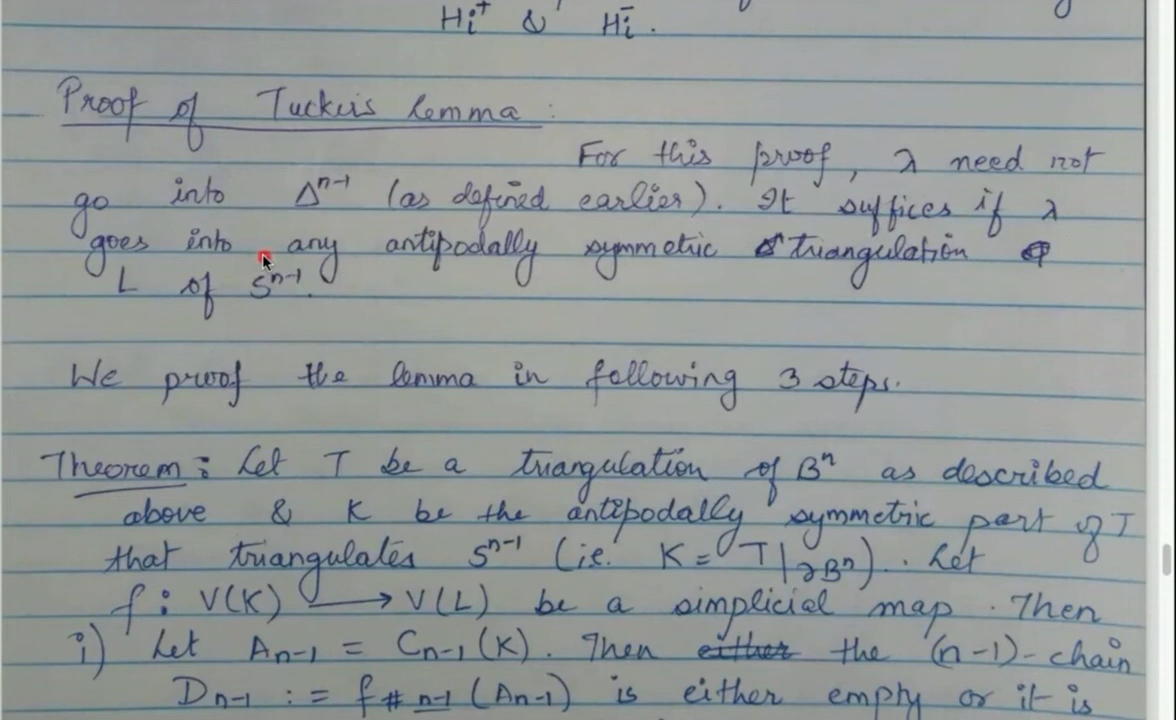 Hi⁺ & Hi⁻.
Proof of Tucker's lemma :
For this proof, λ need not
go into Δⁿ⁻¹ (as defined earlier). It suffices if λ
goes into any antipodally symmetric triangulation
L of Sⁿ⁻¹.
We proof the lemma in following 3 steps.
Theorem : Let T be a triangulation of Bⁿ as described
above & K be the antipodally symmetric part of T
that triangulates Sⁿ⁻¹ (i.e. K = T|∂Bⁿ). Let
f : V(K) → V(L) be a simplicial map. Then
i) Let An-1 = Cn-1(K). Then either the (n-1)-chain
Dn-1 := f# n-1 (An-1) is either empty or it is